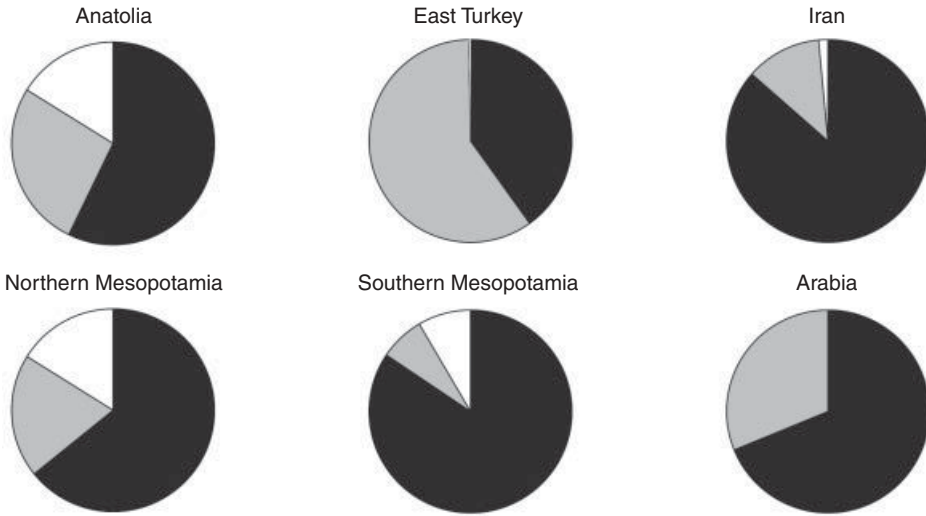 Anatolia
East Turkey
Iran
Northern Mesopotamia
Southern Mesopotamia
Arabia